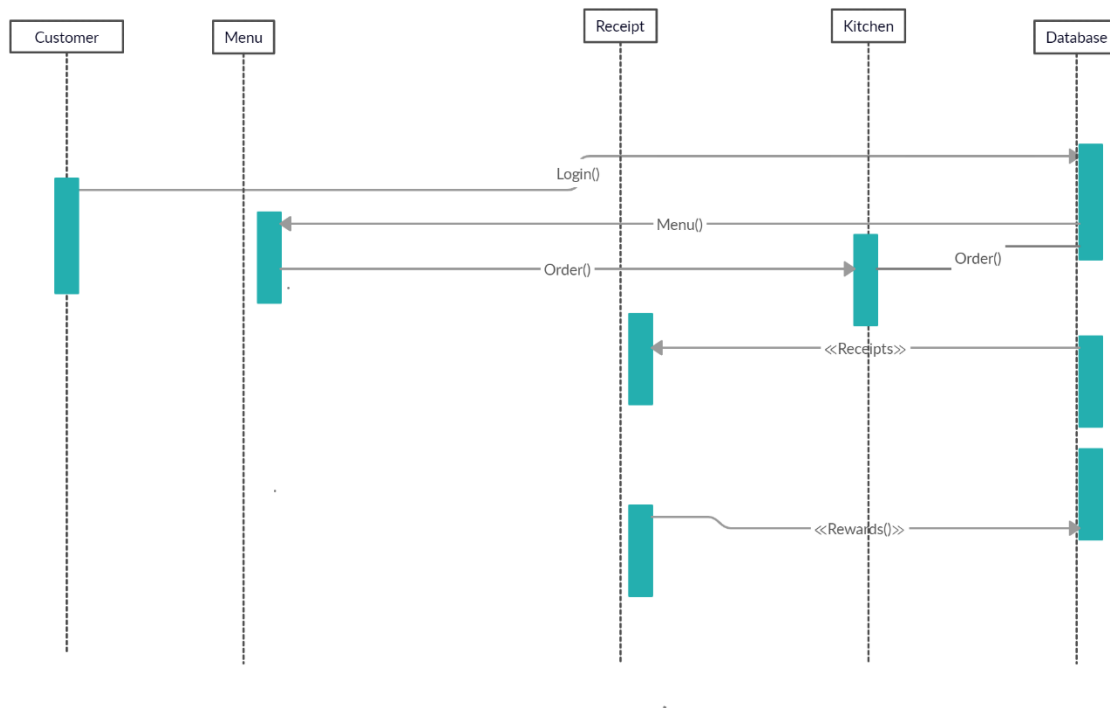 Customer
Menu
Receipt
Kitchen
Database
Login()
Menu()
Order()
Order()
≪Receipts≫
≪Rewards()≫